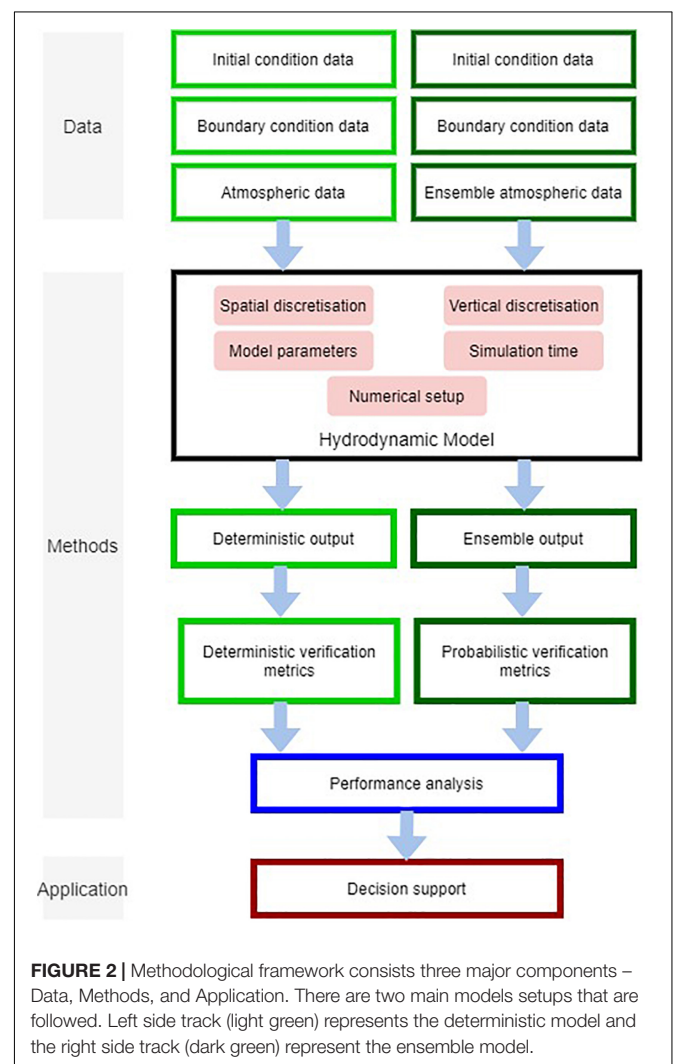 Data
Initial condition data
Initial condition data
Boundary condition data
Boundary condition data
Atmospheric data
Ensemble atmospheric data
Methods
Spatial discretisation
Vertical discretisation
Model parameters
Simulation time
Numerical setup
Hydrodynamic Model
Deterministic output
Ensemble output
Deterministic verification
metrics
Probabilistic verification
metrics
Performance analysis
Application
Decision support
FIGURE 2 | Methodological framework consists three major components –
Data, Methods, and Application. There are two main models setups that are
followed. Left side track (light green) represents the deterministic model and
the right side track (dark green) represent the ensemble model.